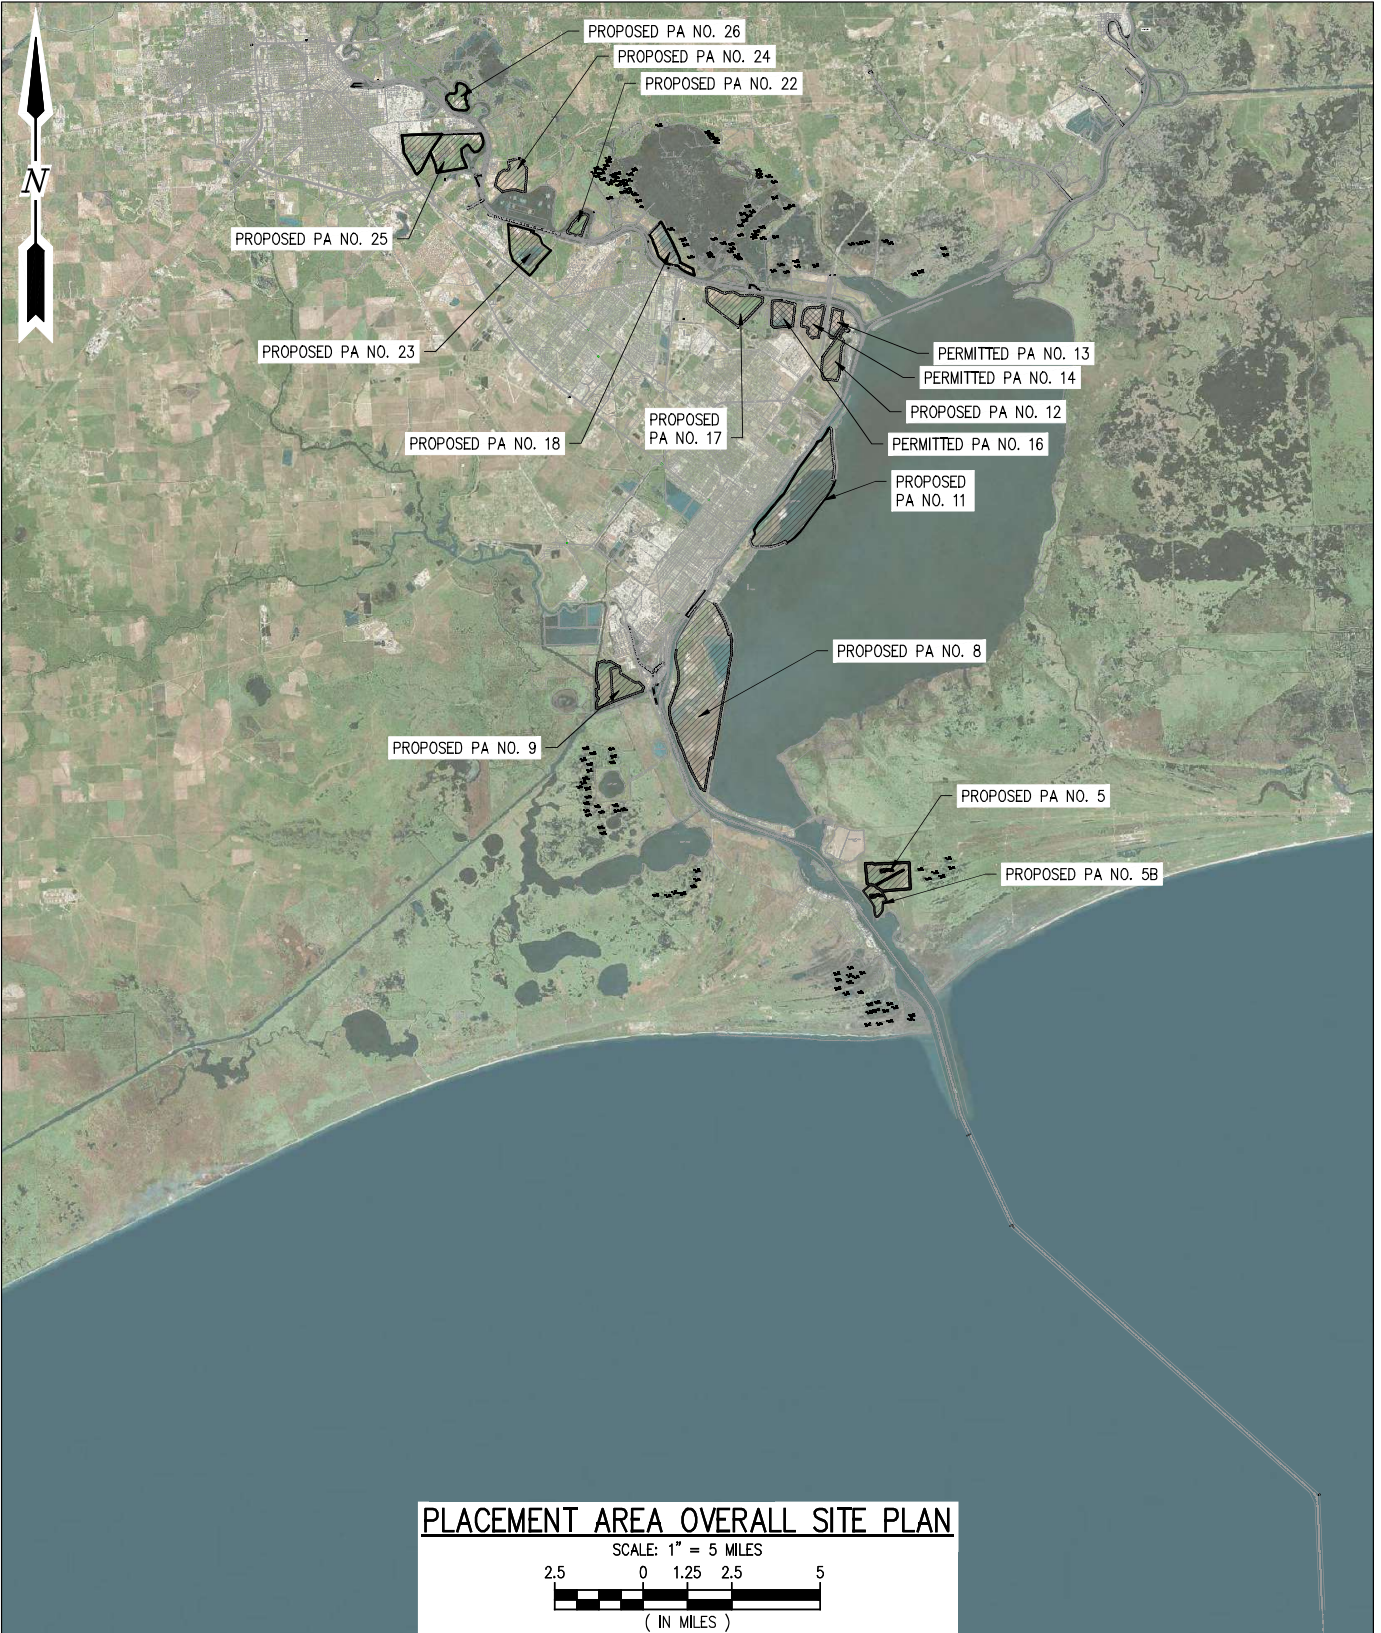 PROPOSED PA NO. 26
PROPOSED PA NO. 24
PROPOSED PA NO. 22
N
PROPOSED PA NO. 25
PROPOSED PA NO. 23
PERMITTED PA NO. 13
PERMITTED PA NO. 14
PROPOSED PA NO. 12
PROPOSED
PA NO. 17
PROPOSED PA NO. 18
PERMITTED PA NO. 16
PROPOSED
PA NO. 11
PROPOSED PA NO. 8
PROPOSED PA NO. 9
PROPOSED PA NO. 5
PROPOSED PA NO. 5B
PLACEMENT AREA OVERALL SITE PLAN
SCALE: 1" = 5 MILES
2.5 0 1.25 2.5 5
( IN MILES )